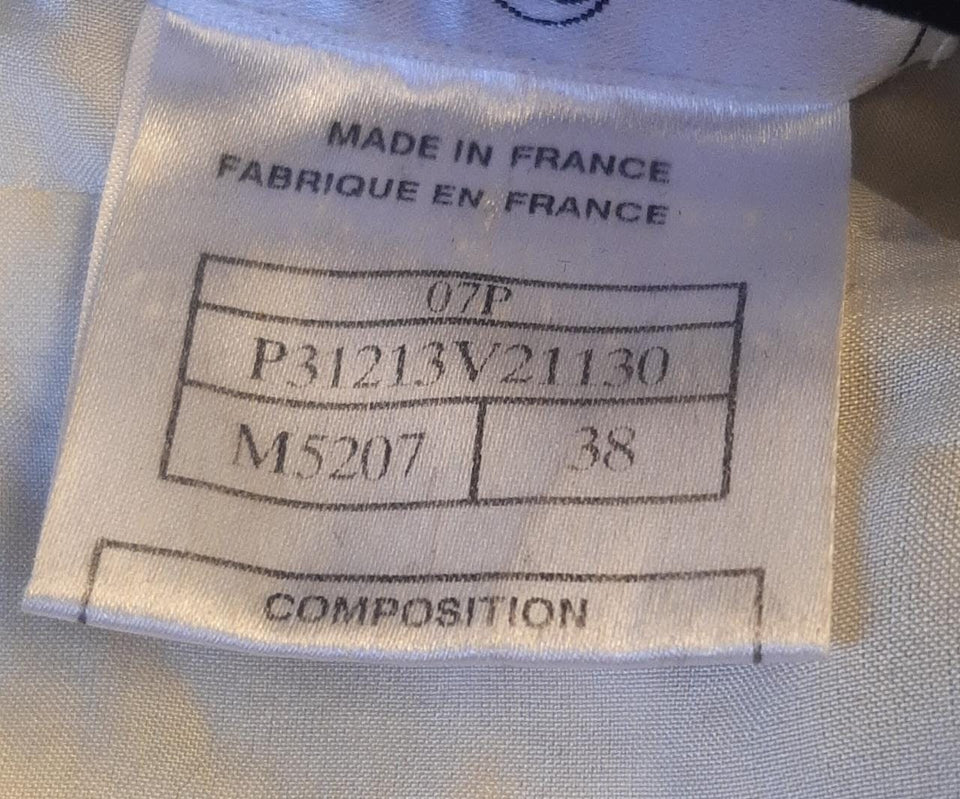 MADE IN FRANCE
FABRIQUE EN FRANCE
07P
P31213V21130
M5207 38
COMPOSITION